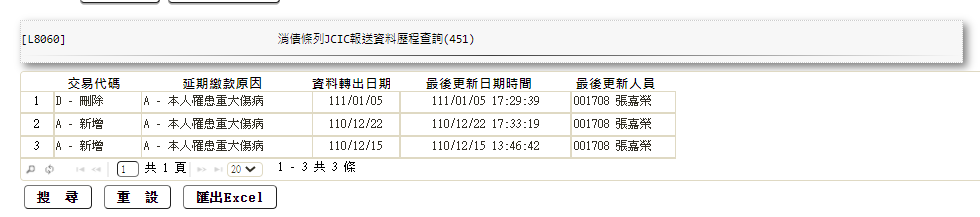 [L8060] 消債條例JCIC報送資料歷程查詢(451)
交易代碼 延期繳款原因 資料轉出日期 最後更新日期時間 最後更新人員
1 D - 刪除 A - 本人罹患重大傷病 111/01/05 111/01/05 17:29:39 001708 張嘉榮
2 A - 新增 A - 本人罹患重大傷病 110/12/22 110/12/22 17:33:19 001708 張嘉榮
3 A - 新增 A - 本人罹患重大傷病 110/12/15 110/12/15 13:46:42 001708 張嘉榮
1 共 1 頁 20 1 - 3 共 3 條
搜 尋 重 設 匯出Excel